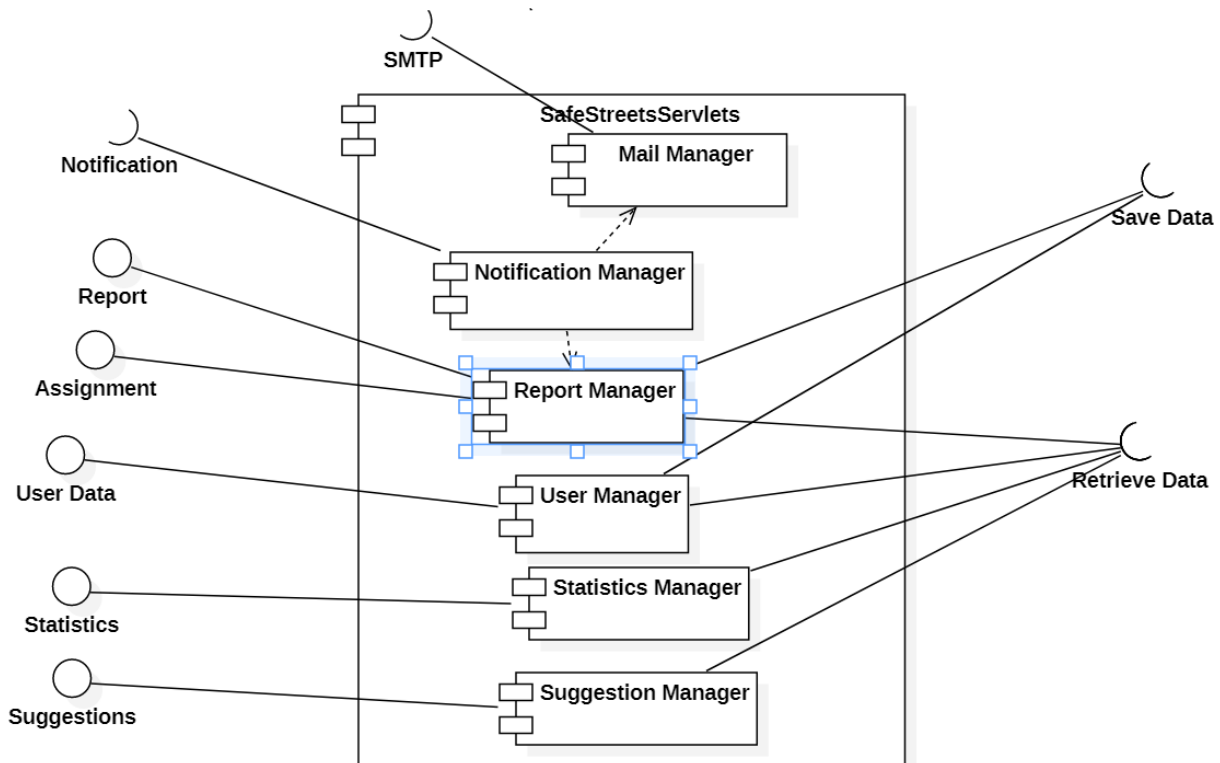 SMTP
SafeStreetsServlets
Mail Manager
Notification
Save Data
Notification Manager
Report
Assignment
Report Manager
User Data
User Manager
Retrieve Data
Statistics
Statistics Manager
Suggestions
Suggestion Manager